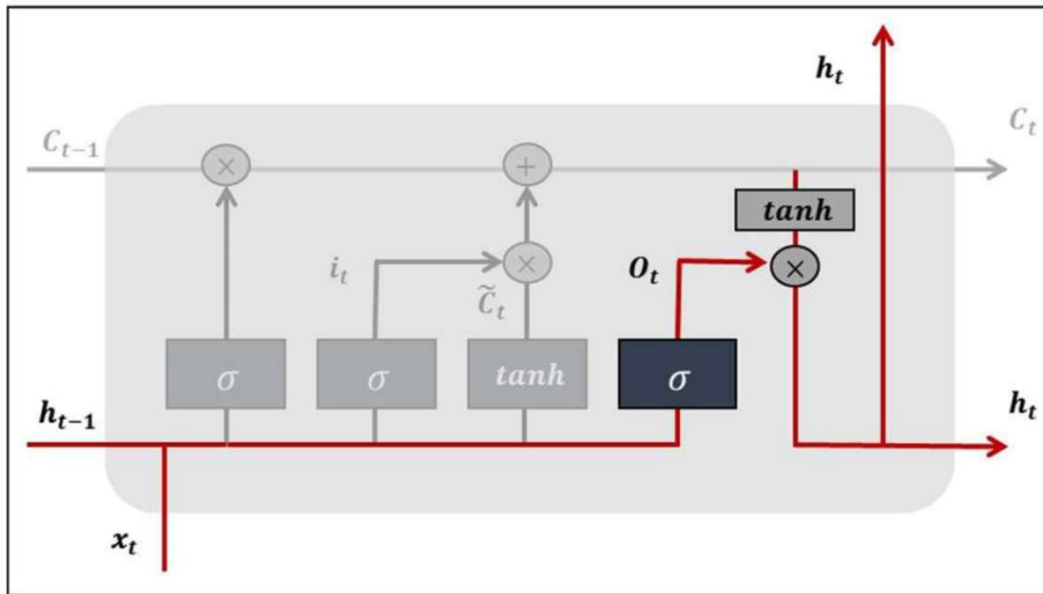 h_t
C_{t-1}
C_t
×
+
tanh
i_t
×
O_t
×
C̃_t
σ
σ
tanh
σ
h_{t-1}
h_t
x_t